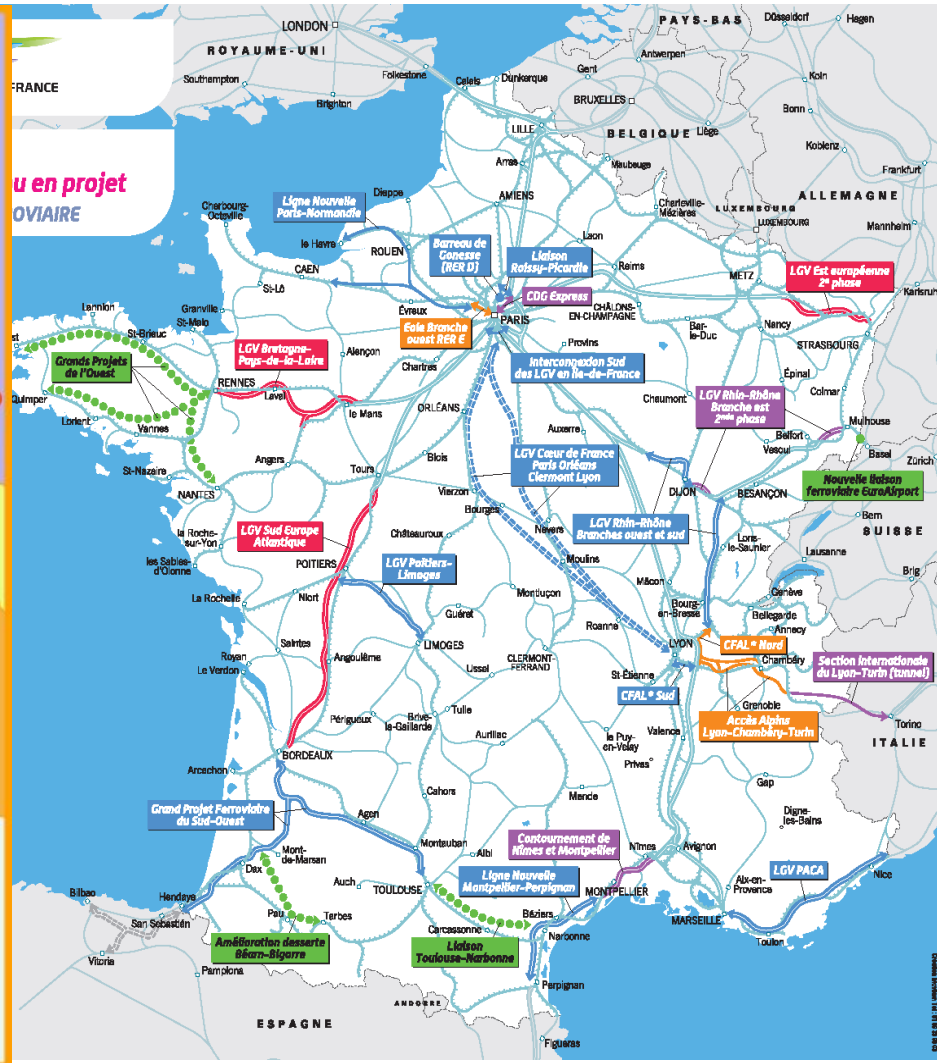 FRANCE
u en projet
OVIAIRE
LONDON
ROYAUME-UNI
Southampton
Brighton
Folkestone
Calais
Dunkerque
PAYS-BAS
Düsseldorf
Hagen
Antwerpen
Gent
BRUXELLES
Koln
Bonn
BELGIQUE
Liège
Koblenz
Frankfurt
LILLE
Arras
Maubeuge
ALLEMAGNE
LUXEMBOURG
LUXEMBOURG
Mannheim
Karlsruh
Dieppe
AMIENS
Charleville-
Mézières
Laon
Reims
METZ
Cherbourg-
Octeville
Ligne Nouvelle
Paris-Normandie
le Havre
ROUEN
Barreau de
Gonesse
(RER D)
Liaison
Roissy-Picardie
CDG Express
LGV Est européenne
2e phase
CAEN
St-Lô
Évreux
PARIS
CHÂLONS-
EN-CHAMPAGNE
Bar-
le-Duc
Nancy
STRASBOURG
Eole Branche
ouest RER E
Lannion
Granville
St-Malo
St-Brieuc
st
Grands Projets
de l'Ouest
LGV Bretagne-
Pays-de-la-Loire
Alençon
Chartres
Provins
Interconnexion Sud
des LGV en Ile-de-France
Épinal
Chaumont
Colmar
LGV Rhin-Rhône
Branche est
2nde phase
RENNES
Laval
le Mans
ORLÉANS
Quimper
Lorient
Vannes
Auxerre
Mulhouse
Belfort
Vesoul
Basel
Zürich
Nouvelle liaison
ferroviaire EuroAirport
Angers
St-Nazaire
NANTES
Tours
Blois
Vierzon
Bourges
LGV Cœur de France
Paris Orléans
Clermont Lyon
DIJON
BESANÇON
Bern
SUISSE
Lausanne
Brig
LGV Rhin-Rhône
Branches ouest et sud
la Roche-
sur-Yon
les Sables-
d'Olonne
LGV Sud Europe
Atlantique
Châteauroux
Nevers
Moulins
Lons-
le-Saunier
POITIERS
LGV Poitiers-
Limoges
La Rochelle
Niort
Guéret
Montluçon
Roanne
Mâcon
Bourg-
en-Bresse
Genève
Bellegarde
Annecy
LYON
CFAL* Nord
Chambéry
Section internationale
du Lyon-Turin (tunnel)
Saintes
Royan
Le Verdon
Angoulême
LIMOGES
Ussel
CLERMONT-
FERRAND
St-Étienne
CFAL* Sud
Grenoble
Accès Alpins
Lyon-Chambéry-Turin
Torino
ITALIE
Périgueux
Brive-
la-Gaillarde
Tulle
Aurillac
le Puy-
en-Velay
Valence
Privas
Gap
BORDEAUX
Arcachon
Cahors
Mende
Digne-
les-Bains
Grand Projet Ferroviaire
du Sud-Ouest
Agen
Montauban
Albi
Contournement de
Nîmes et Montpellier
Nîmes
Avignon
Mont-
de-Marsan
Dax
Auch
TOULOUSE
Ligne Nouvelle
Montpellier-Perpignan
MONTPELLIER
Aix-en-
Provence
LGV PACA
Nice
MARSEILLE
Toulon
Bilbao
Hendaye
San Sebastién
Vitoria
Pau
Tarbes
Amélioration desserte
Béarn-Bigorre
Carcassonne
Béziers
Narbonne
Liaison
Toulouse-Narbonne
Pamplona
Perpignan
ANDORRE
ESPAGNE
Figueras